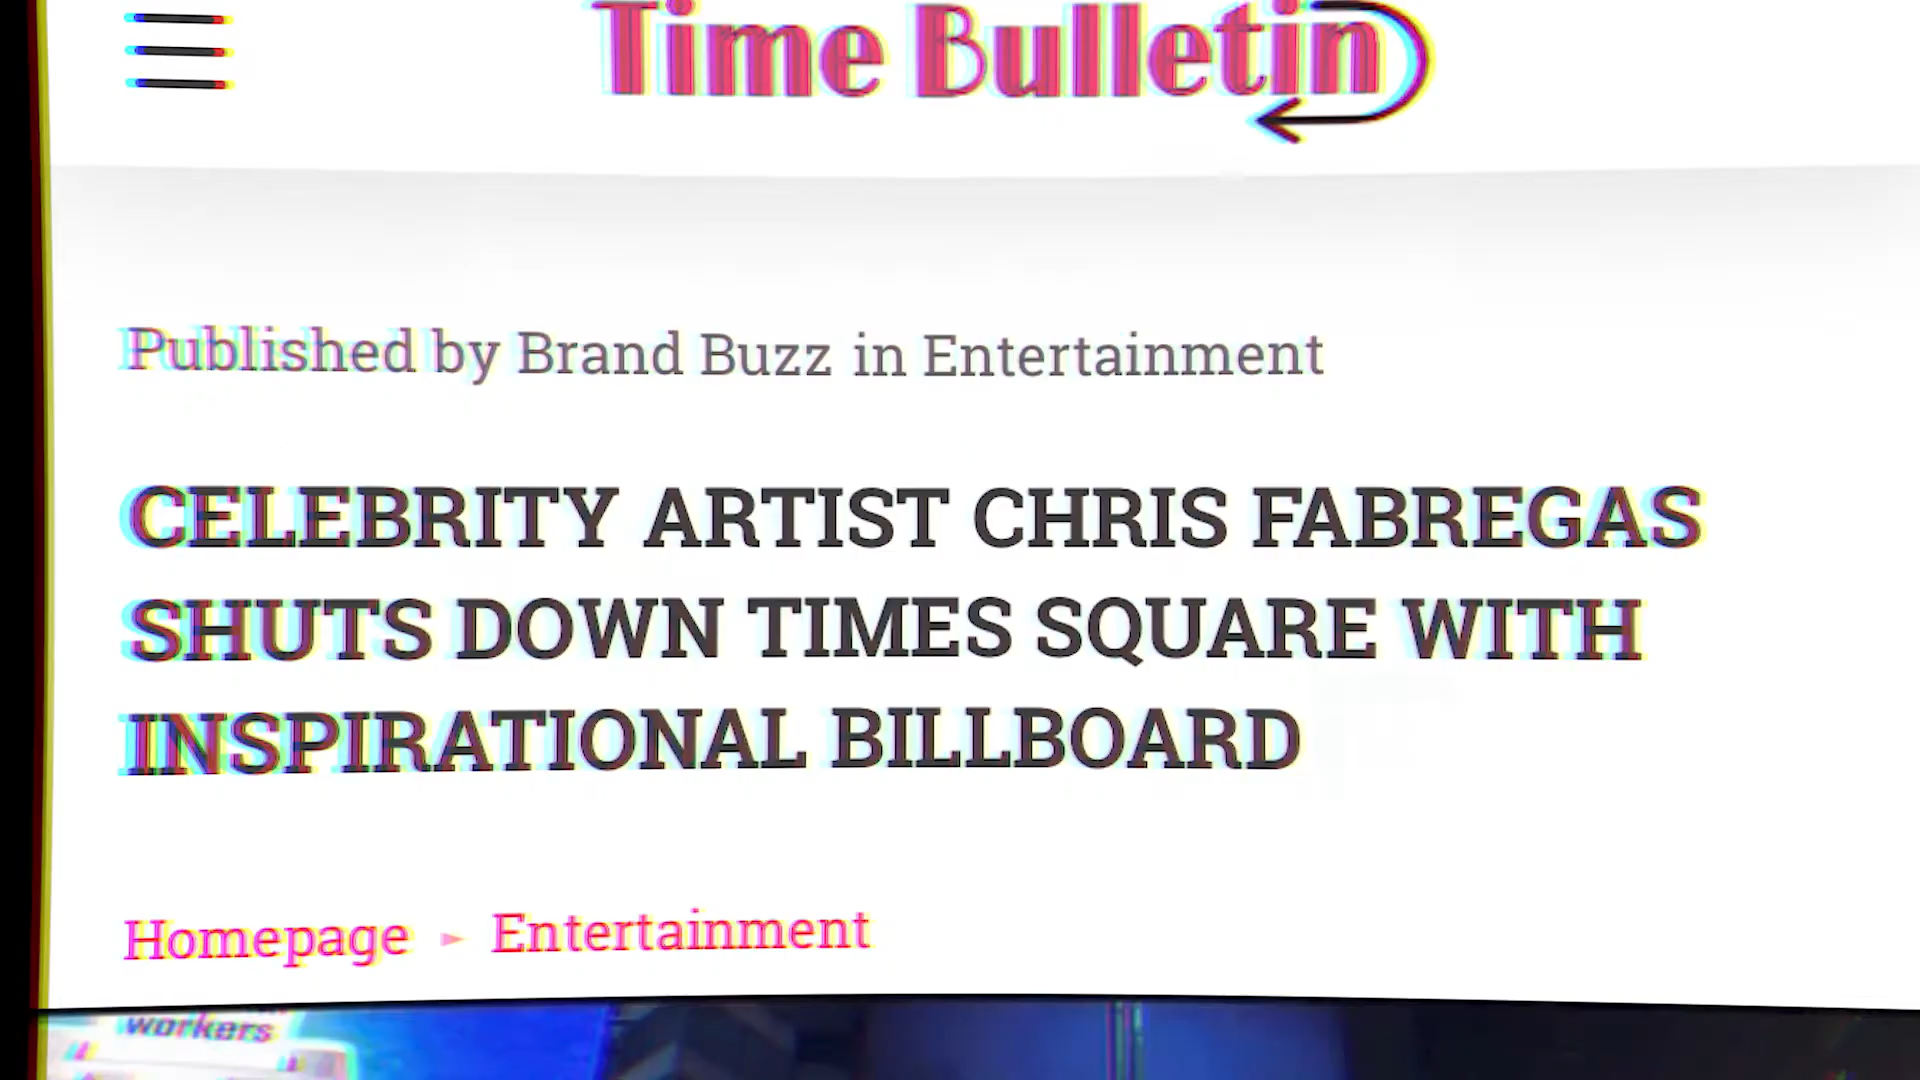 Time Bulletin
Published by Brand Buzz in Entertainment
CELEBRITY ARTIST CHRIS FABREGAS
SHUTS DOWN TIMES SQUARE WITH
INSPIRATIONAL BILLBOARD
Homepage ► Entertainment
workers